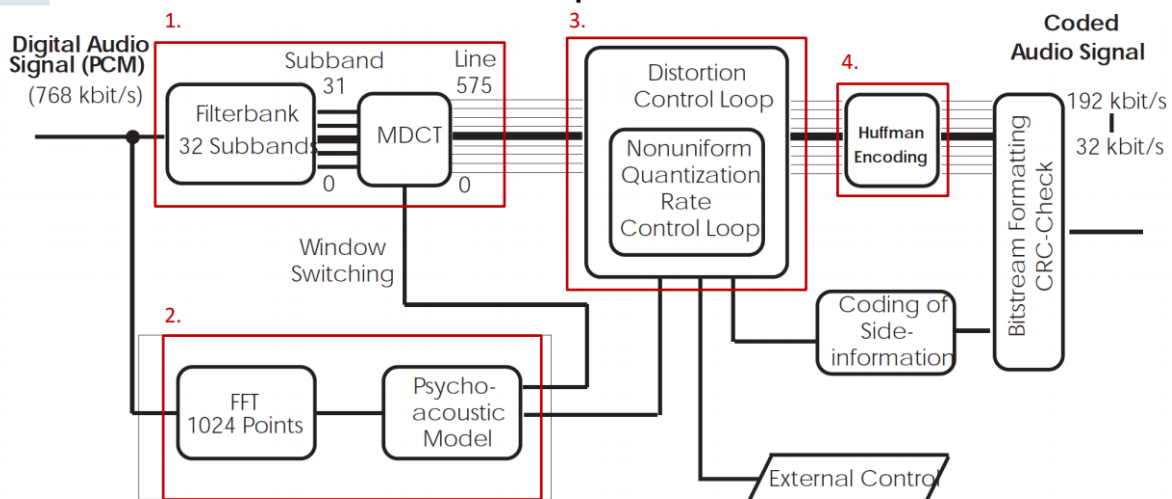 1.
3.
Coded
Audio Signal
Digital Audio
Signal (PCM)
(768 kbit/s)
Subband
31
Line
575
4.
Distortion
Control Loop
192 kbit/s
32 kbit/s
Filterbank
32 Subbands
MDCT
Huffman
Encoding
Nonuniform
Quantization
Rate
Control Loop
0
0
Bitstream Formatting
CRC-Check
Window
Switching
2.
Coding of
Side-
information
FFT
1024 Points
Psycho-
acoustic
Model
External Control